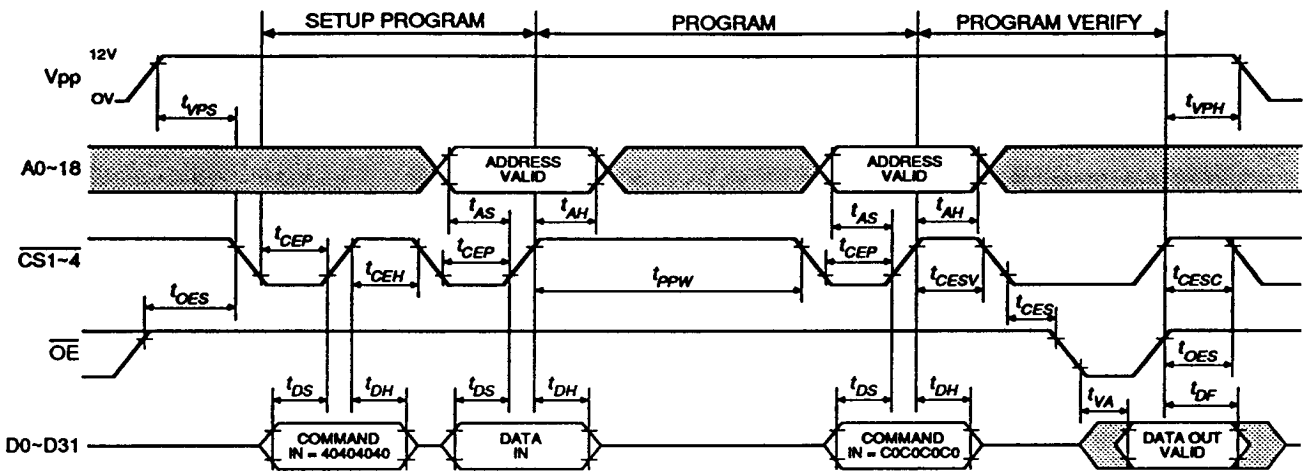 SETUP PROGRAM PROGRAM PROGRAM VERIFY
12V
Vpp
0V
tVPS tVPH
A0~18 ADDRESS VALID ADDRESS VALID
tAS tAH tAS tAH
CS1~4 tCEP tCEP tCEP
tCEH tPPW tCESV tCESC
tOES tCES
OE tOES
tDS tDH tDS tDH tDS tDH tVA tDF
D0~D31 COMMAND IN = 40404040 DATA IN COMMAND IN = C0C0C0C0 DATA OUT VALID